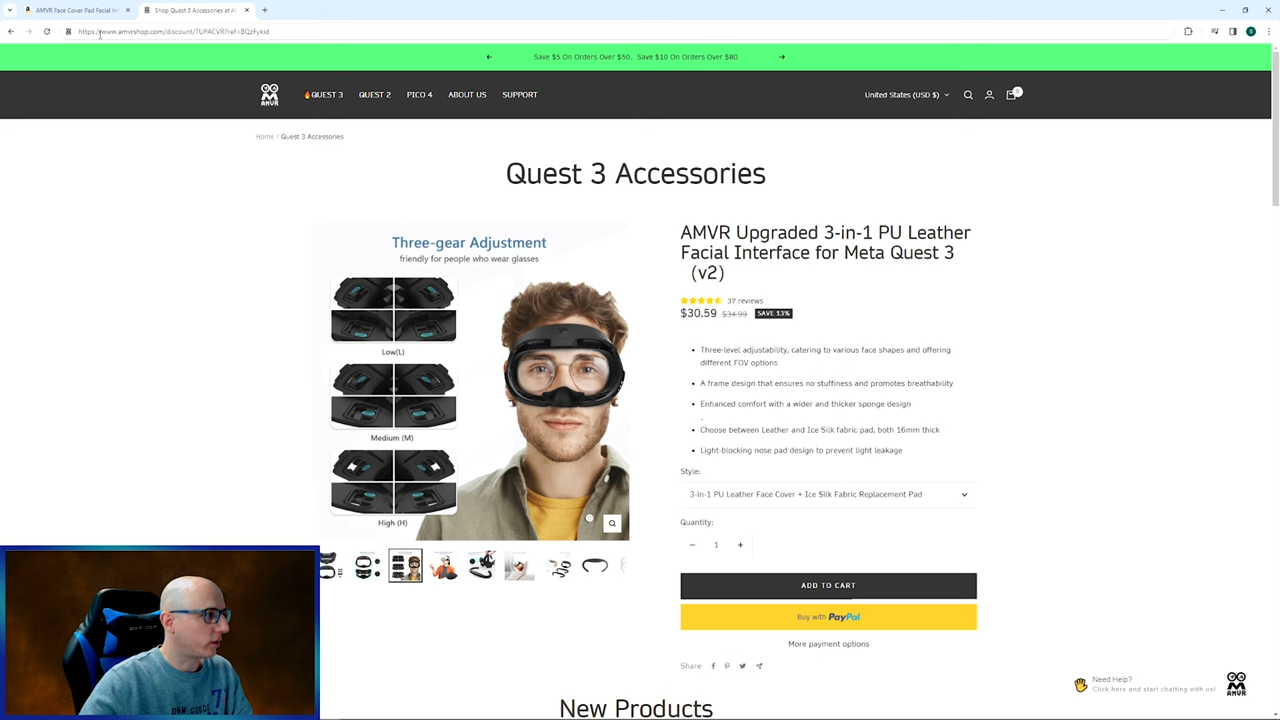 AMVR Face Cover Pad Facial In
Shop Quest 3 Accessories at A
https://www.amvrshop.com/discount/TUPACVR?ref=BQzFykid
Save $5 On Orders Over $50, Save $10 On Orders Over $80
AMVR
QUEST 3
QUEST 2
PICO 4
ABOUT US
SUPPORT
United States (USD $)
0
Home / Quest 3 Accessories
Quest 3 Accessories
Three-gear Adjustment
friendly for people who wear glasses
Low(L)
Medium (M)
High (H)
AMVR Upgraded 3-in-1 PU Leather
Facial Interface for Meta Quest 3
(v2)
37 reviews
$30.59 $34.99 SAVE 13%
Three-level adjustability, catering to various face shapes and offering
different FOV options
A frame design that ensures no stuffiness and promotes breathability
Enhanced comfort with a wider and thicker sponge design
Choose between Leather and Ice Silk fabric pad, both 16mm thick
Light-blocking nose pad design to prevent light leakage
Style:
3-in-1 PU Leather Face Cover + Ice Silk Fabric Replacement Pad
Quantity:
1
ADD TO CART
Buy with PayPal
More payment options
Share
New Products
Need Help?
Click here and start chatting with us!
AMVR
71